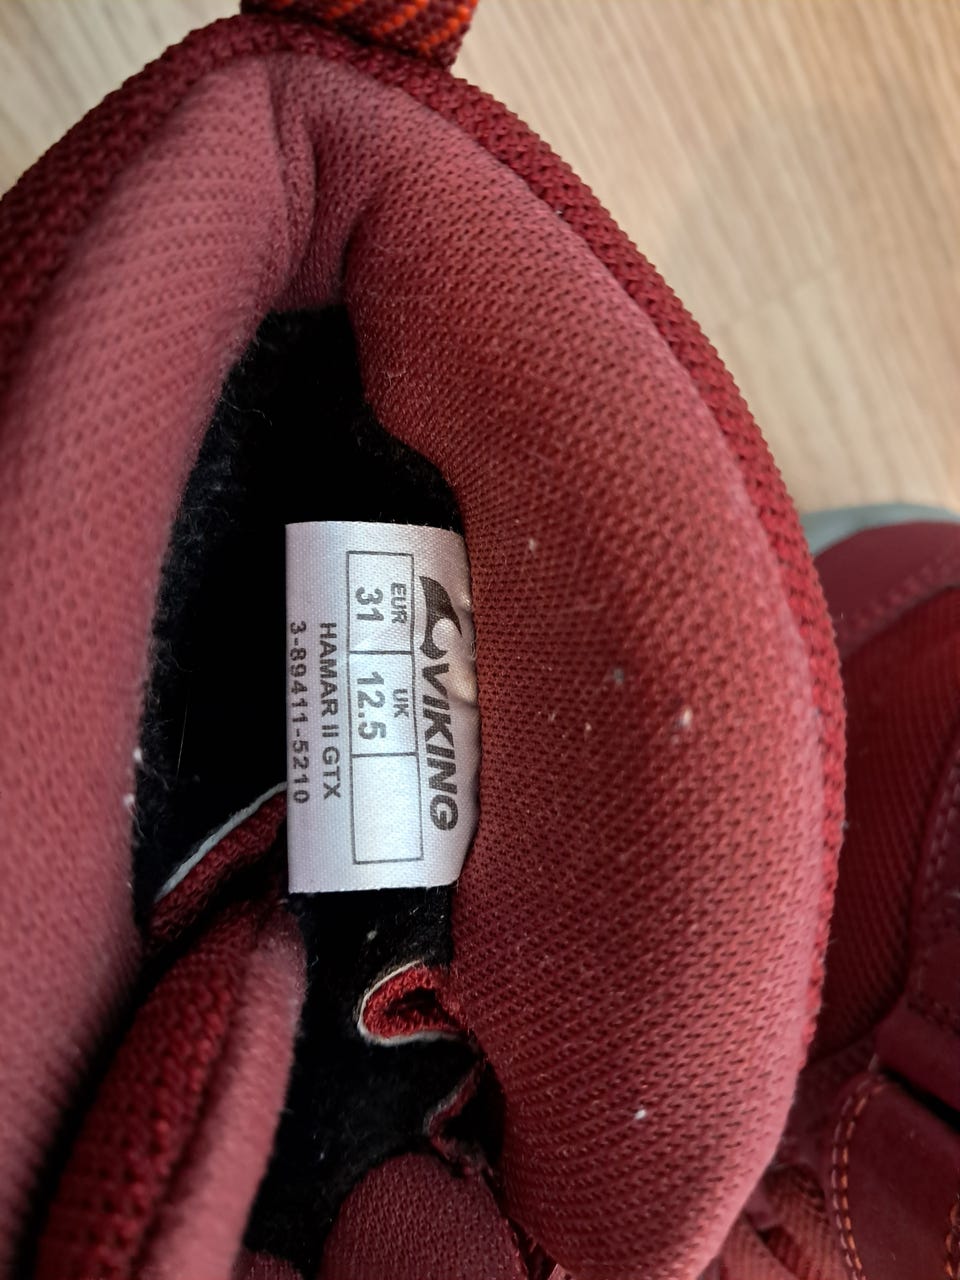 VIKING
EUR UK
31 12.5
HAMAR II GTX
3-89411-5210